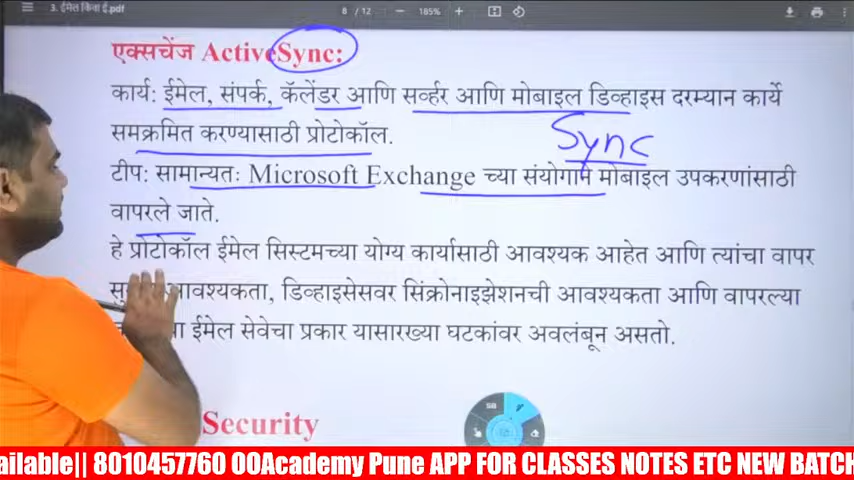 3. ईमेल किंवा ई.pdf
8 / 12
185%
एक्सचेंज ActiveSync:
कार्य: ईमेल, संपर्क, कॅलेंडर आणि सर्व्हर आणि मोबाइल डिव्हाइस दरम्यान कार्ये
समक्रमित करण्यासाठी प्रोटोकॉल.
Sync
टीप: सामान्यतः Microsoft Exchange च्या संयोगाने मोबाईल उपकरणांसाठी
वापरले जाते.
हे प्रोटोकॉल ईमेल सिस्टमच्या योग्य कार्यासाठी आवश्यक आहेत आणि त्यांचा वापर
आवश्यकता, डिव्हाइसेसवर सिंक्रोनाइझेशनची आवश्यकता आणि वापरल्या
ईमेल सेवेचा प्रकार यासारख्या घटकांवर अवलंबून असतो.
Security
ailable|| 8010457760 OOAcademy Pune APP FOR CLASSES NOTES ETC NEW BATCH